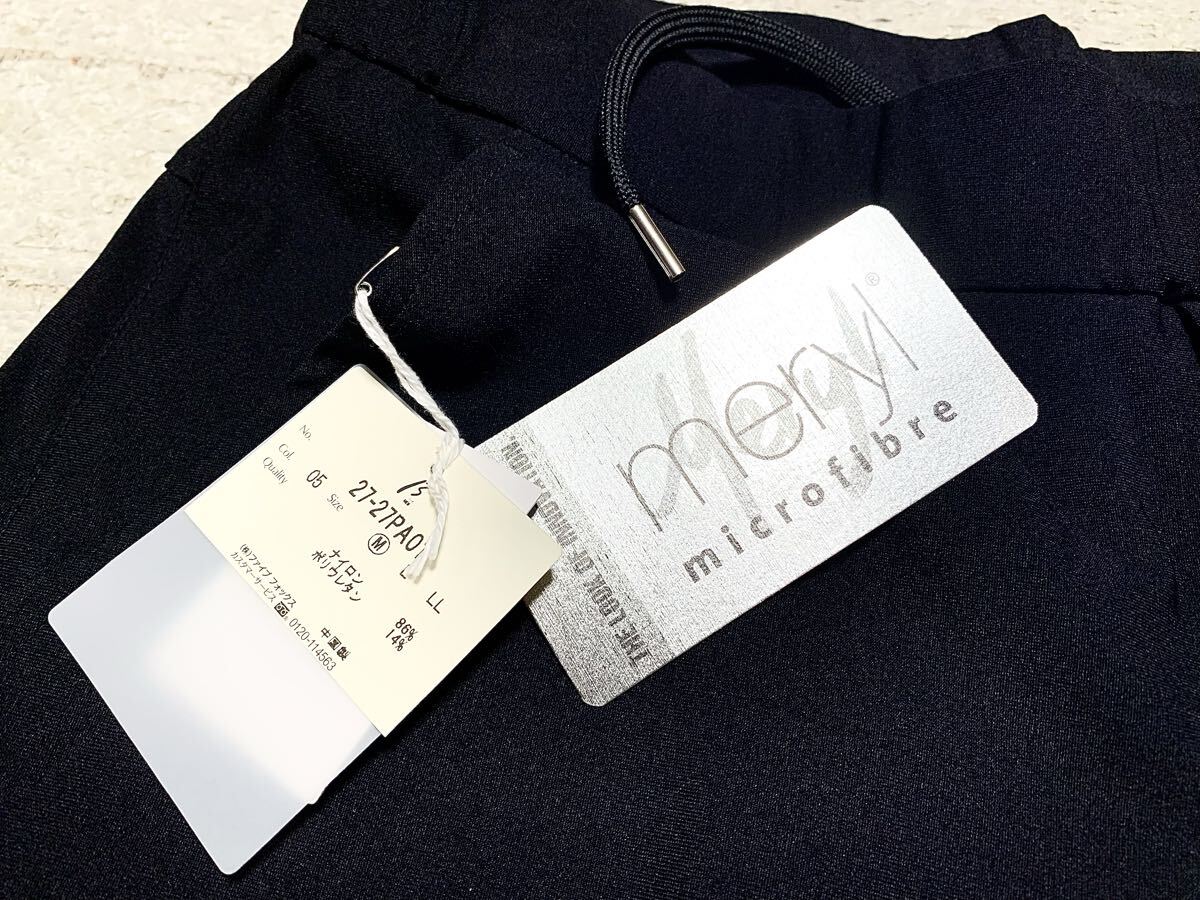 No.
27-27PA01
Col.
05 Size Ⓜ L LL
Quality
ナイロン 86%
ポリウレタン 14%
中国製
(株)ファイブ フォックス
カスタマーサービス 0120-114563
meryl®
microfibre
THE LOOK OF INNOVATION.